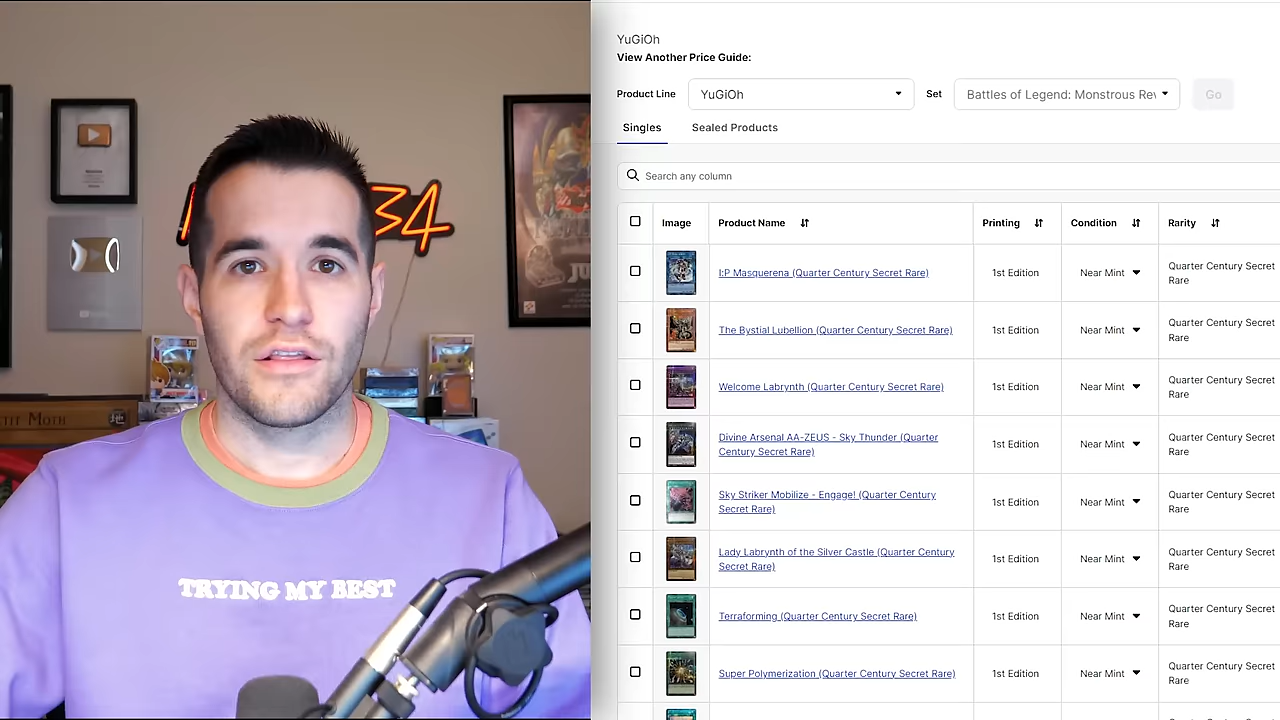 34
TIT MOTH
JU
TRYING MY BEST
YuGiOh
View Another Price Guide:
Product Line
YuGiOh
Set
Battles of Legend: Monstrous Rev
Go
Singles
Sealed Products
Search any column
Image
Product Name
Printing
Condition
Rarity
I:P Masquerena (Quarter Century Secret Rare)
1st Edition
Near Mint
Quarter Century Secret
Rare
The Bystial Lubellion (Quarter Century Secret Rare)
1st Edition
Near Mint
Quarter Century Secret
Rare
Welcome Labrynth (Quarter Century Secret Rare)
1st Edition
Near Mint
Quarter Century Secret
Rare
Divine Arsenal AA-ZEUS - Sky Thunder (Quarter
Century Secret Rare)
1st Edition
Near Mint
Quarter Century Secret
Rare
Sky Striker Mobilize - Engage! (Quarter Century
Secret Rare)
1st Edition
Near Mint
Quarter Century Secret
Rare
Lady Labrynth of the Silver Castle (Quarter Century
Secret Rare)
1st Edition
Near Mint
Quarter Century Secret
Rare
Terraforming (Quarter Century Secret Rare)
1st Edition
Near Mint
Quarter Century Secret
Rare
Super Polymerization (Quarter Century Secret Rare)
1st Edition
Near Mint
Quarter Century Secret
Rare